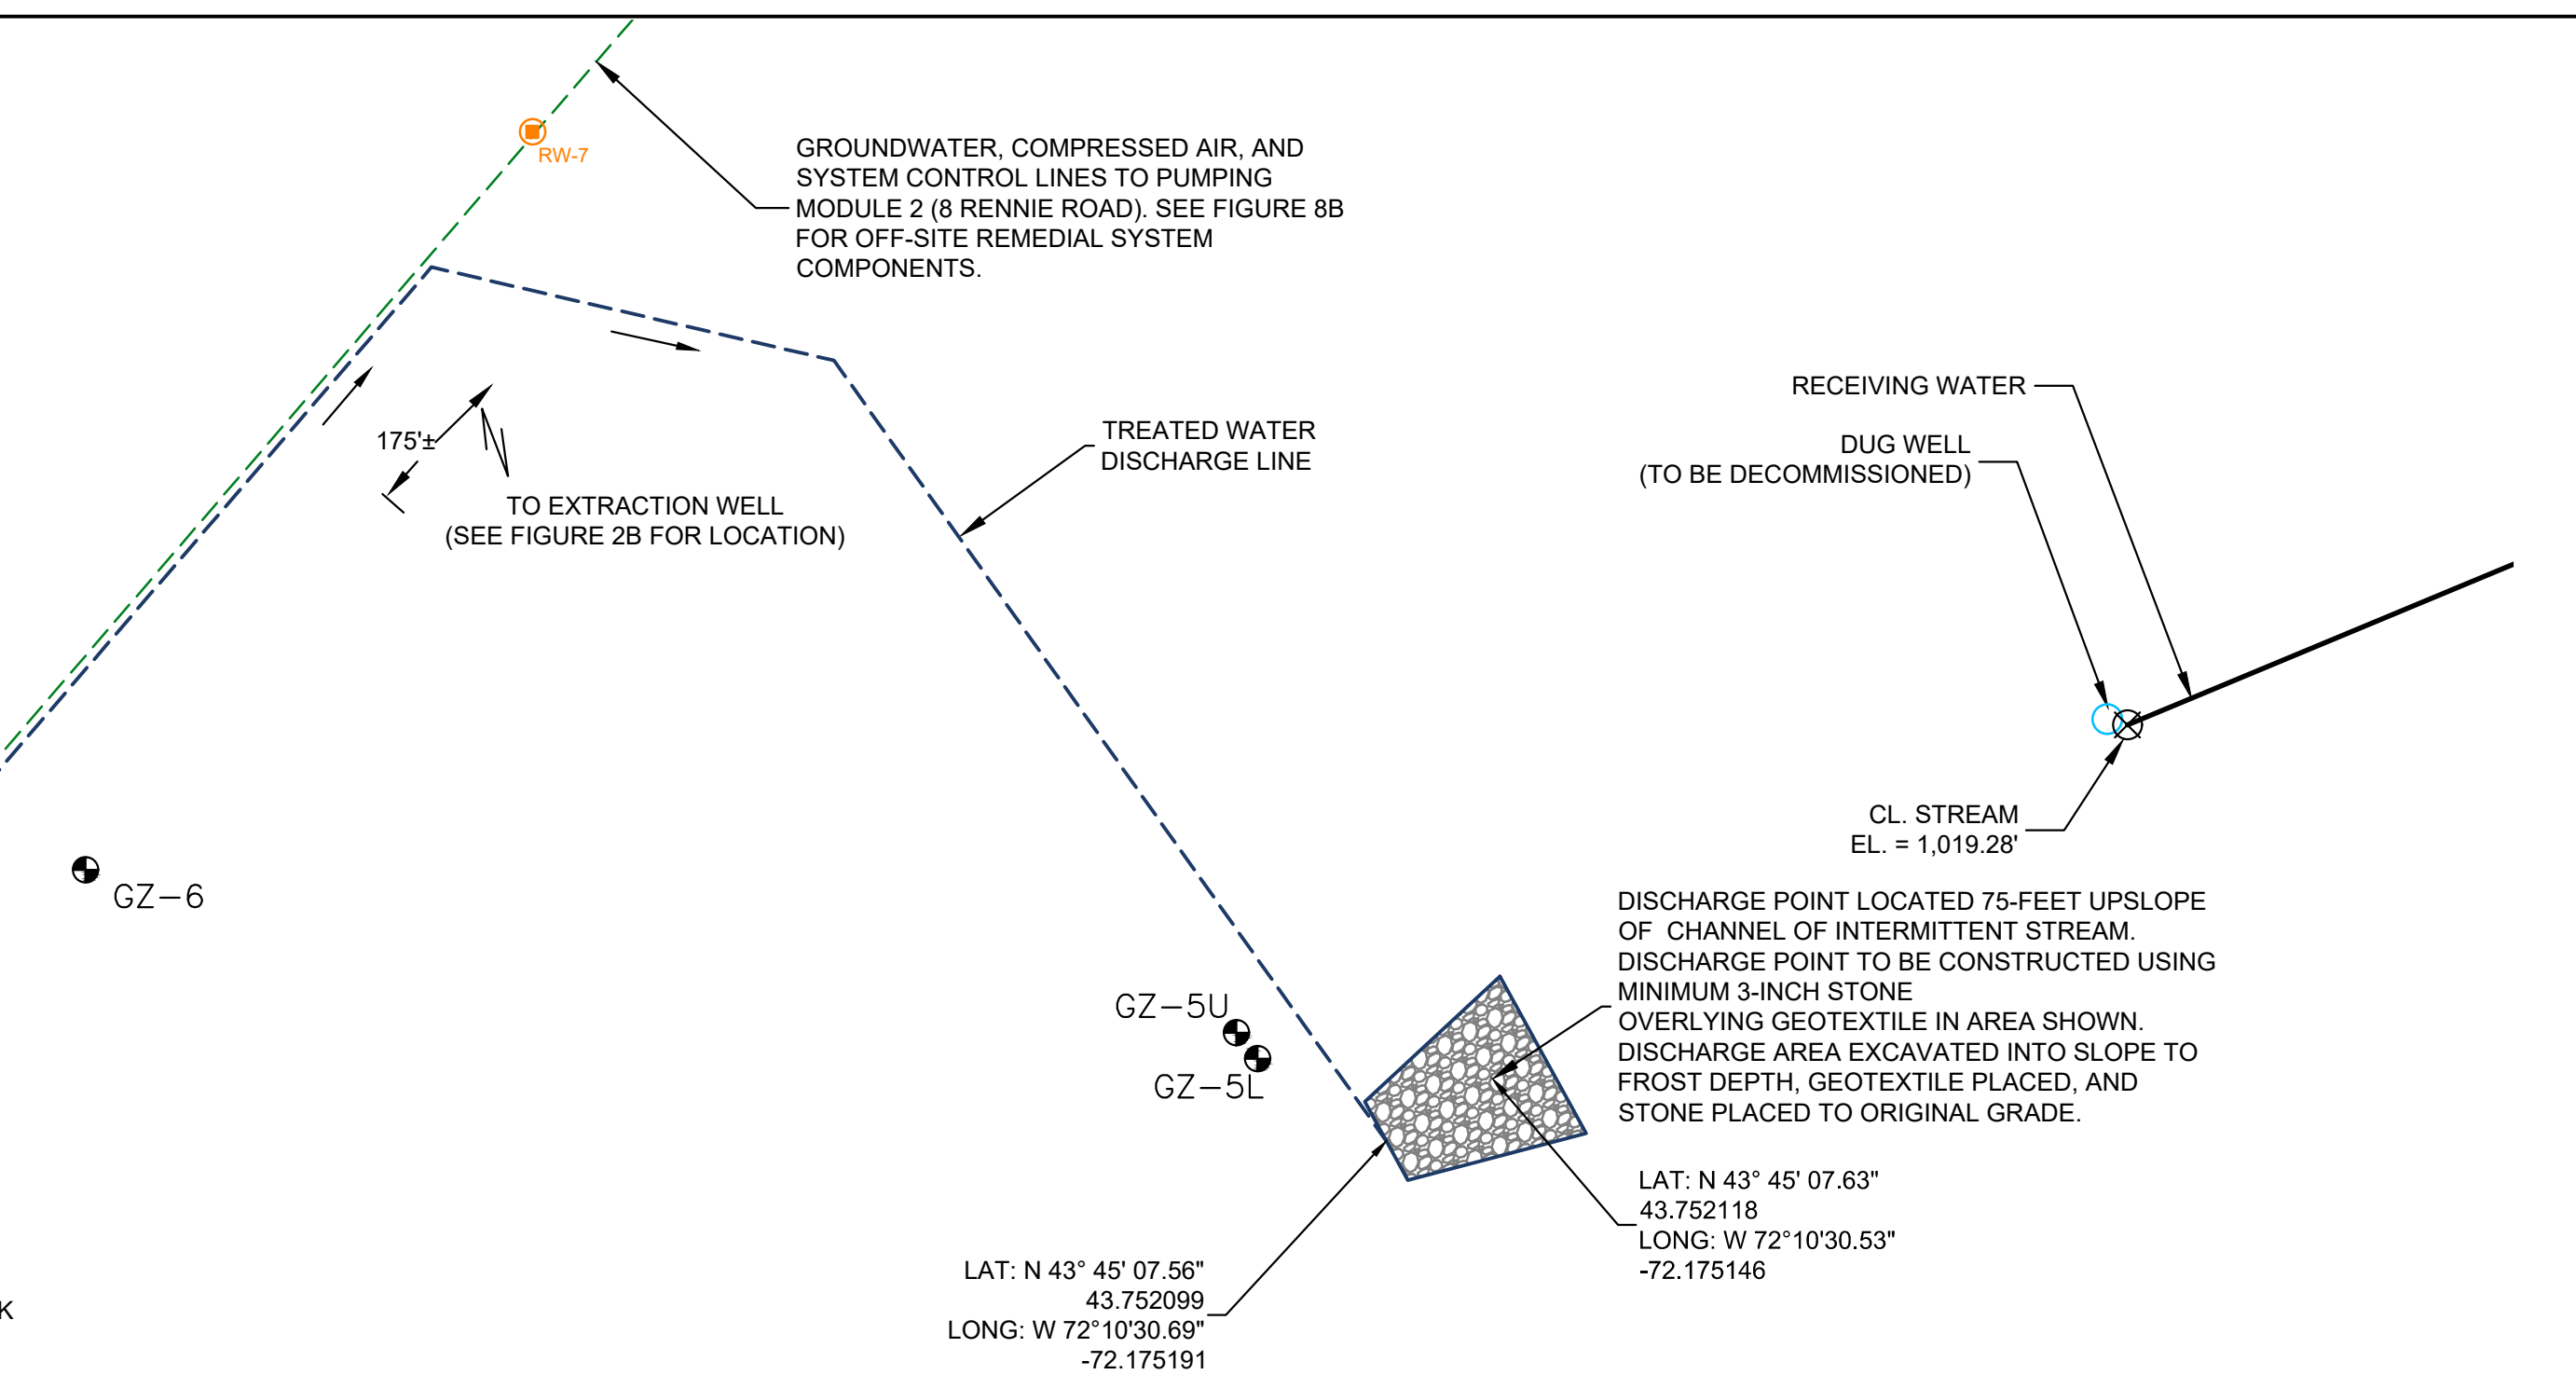 RW-7
GROUNDWATER, COMPRESSED AIR, AND
SYSTEM CONTROL LINES TO PUMPING
MODULE 2 (8 RENNIE ROAD). SEE FIGURE 8B
FOR OFF-SITE REMEDIAL SYSTEM
COMPONENTS.
175'±
TO EXTRACTION WELL
(SEE FIGURE 2B FOR LOCATION)
TREATED WATER
DISCHARGE LINE
RECEIVING WATER
DUG WELL
(TO BE DECOMMISSIONED)
CL. STREAM
EL. = 1,019.28'
GZ-6
GZ-5U
GZ-5L
DISCHARGE POINT LOCATED 75-FEET UPSLOPE
OF CHANNEL OF INTERMITTENT STREAM.
DISCHARGE POINT TO BE CONSTRUCTED USING
MINIMUM 3-INCH STONE
OVERLYING GEOTEXTILE IN AREA SHOWN.
DISCHARGE AREA EXCAVATED INTO SLOPE TO
FROST DEPTH, GEOTEXTILE PLACED, AND
STONE PLACED TO ORIGINAL GRADE.
LAT: N 43° 45' 07.63"
43.752118
LONG: W 72°10'30.53"
-72.175146
LAT: N 43° 45' 07.56"
43.752099
LONG: W 72°10'30.69"
-72.175191
K